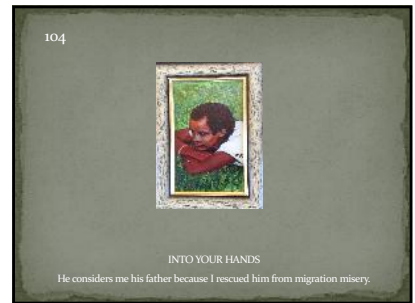 104
INTO YOUR HANDS
He considers me his father because I rescued him from migration misery.